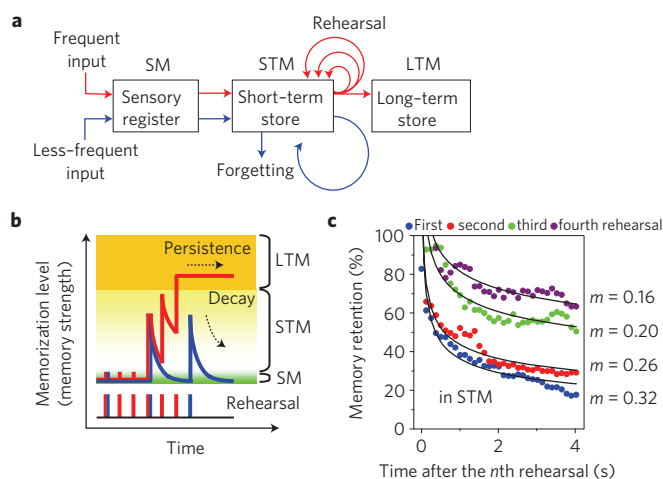 a
Rehearsal
Frequent
input
SM
STM
LTM
Sensory
register
Short-term
store
Long-term
store
Less-frequent
input
Forgetting
b
Memorization level
(memory strength)
Persistence
Decay
LTM
STM
SM
Rehearsal
Time
c
First second third fourth rehearsal
Memory retention (%)
100
80
60
40
20
0
in STM
m = 0.16
m = 0.20
m = 0.26
m = 0.32
0 1 2 3 4
Time after the nth rehearsal (s)